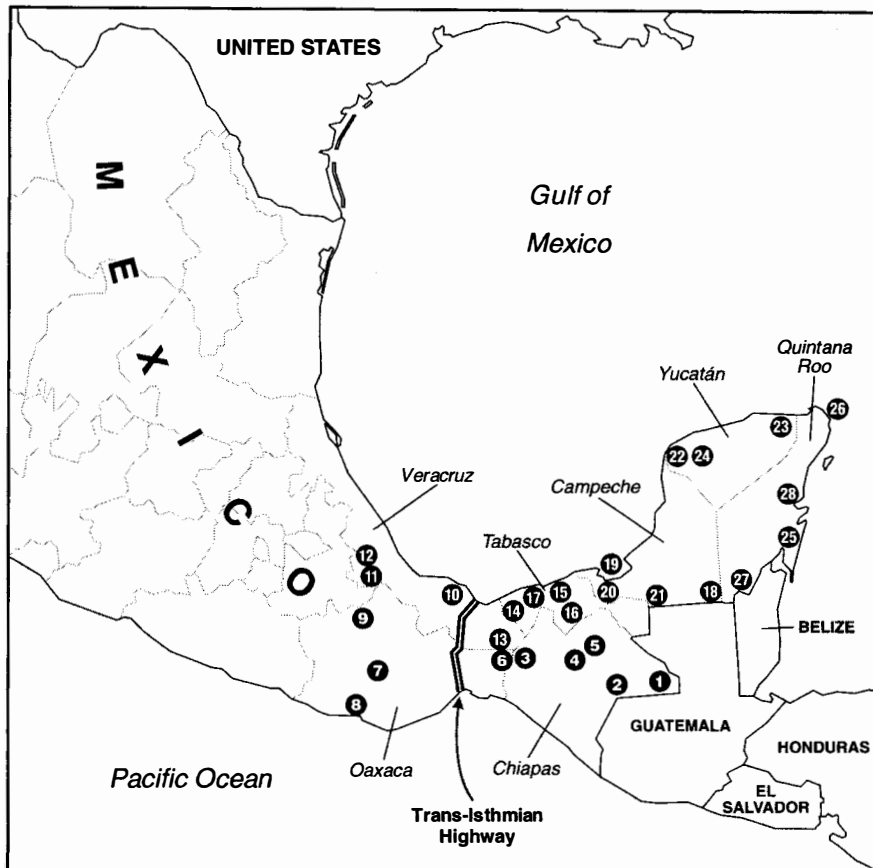 UNITED STATES
M
E
X
I
C
O
Gulf of
Mexico
Quintana
Roo
Yucatán
26
23
22
24
Veracruz
Campeche
28
25
12
11
Tabasco
19
27
10
17
15
20
21
18
14
16
9
BELIZE
13
6
3
5
4
7
2
1
8
GUATEMALA
HONDURAS
Pacific Ocean
Oaxaca
Chiapas
EL
SALVADOR
Trans-Isthmian
Highway